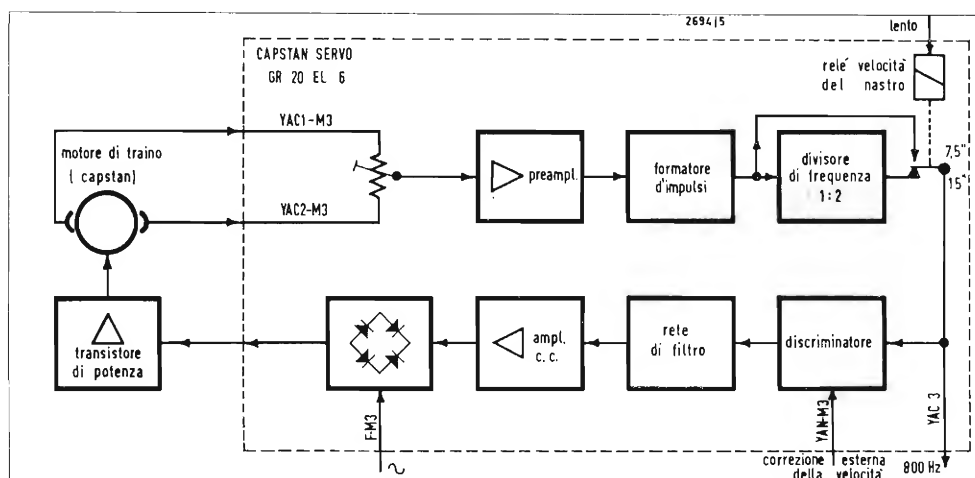 2694/5
lento
CAPSTAN SERVO
GR 20 EL 6
relé velocità
del nastro
YAC1-M3
motore di traino
( capstan)
preampl.
formatore
d'impulsi
divisore
di frequenza
1:2
7,5"
15"
YAC2-M3
transistore
di potenza
ampl.
c.c.
rete
di filtro
discriminatore
F-M3
YAN-M3
YAC 3
correzione esterna
della velocità
800Hz